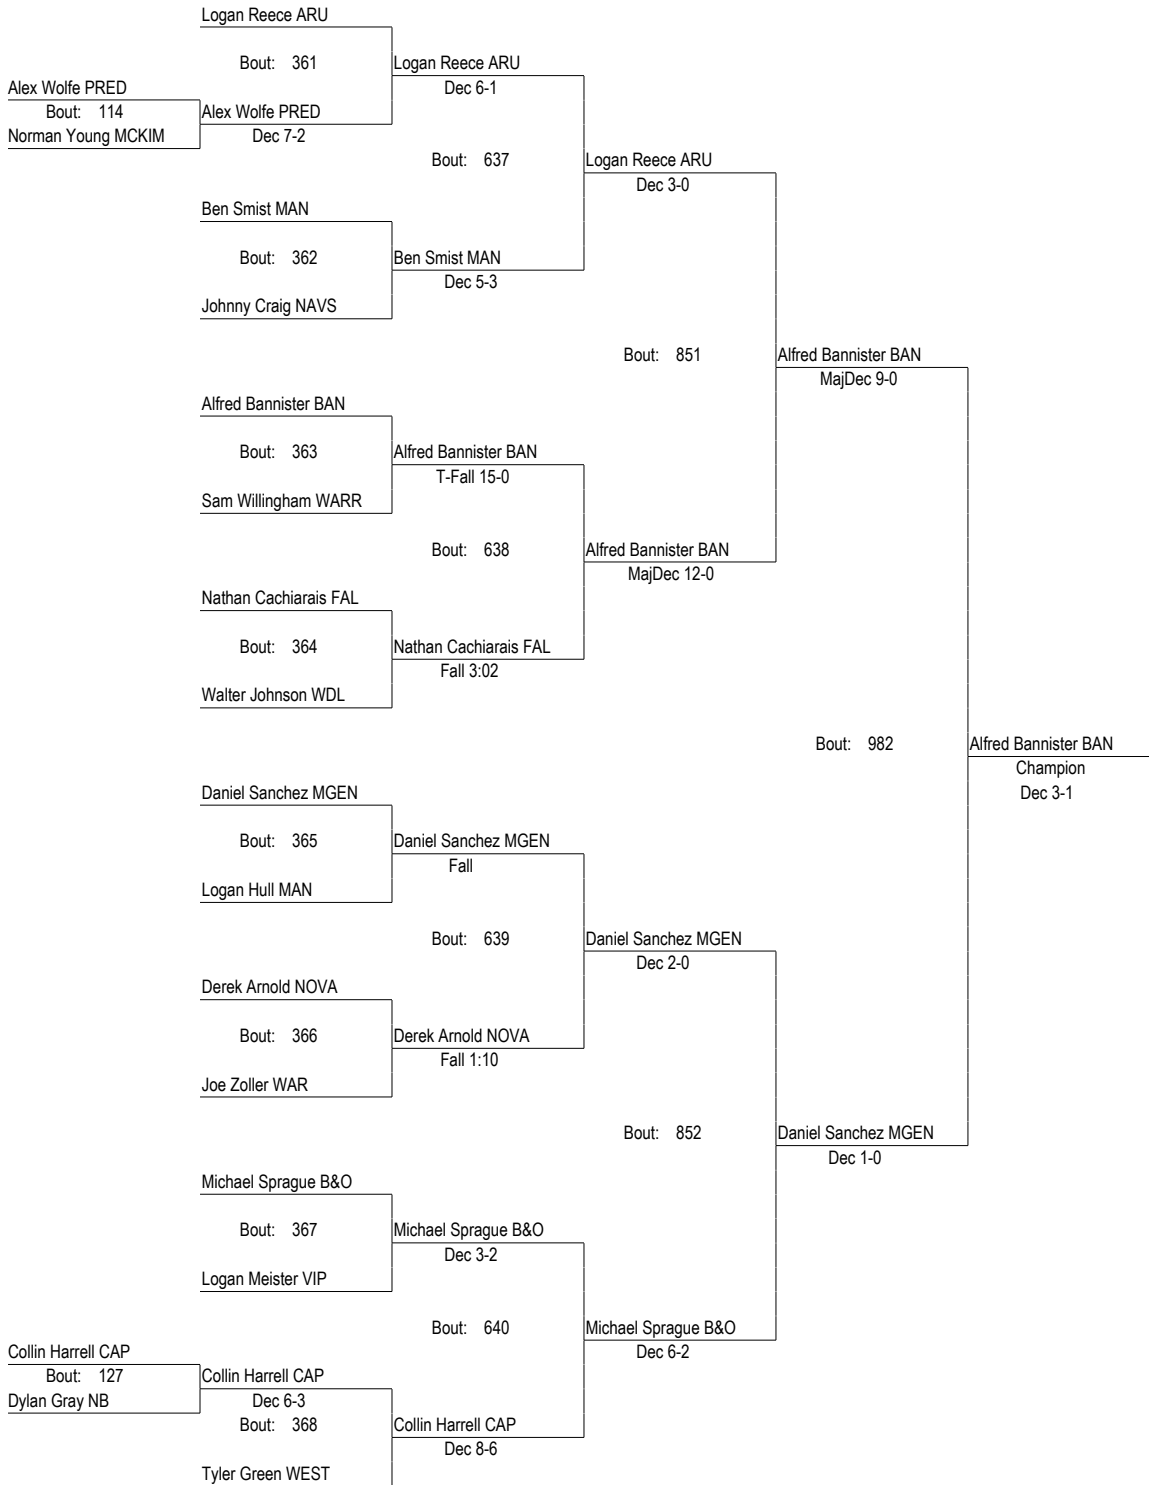 Logan Reece ARU
Bout: 361
Logan Reece ARU
Dec 6-1
Alex Wolfe PRED
Bout: 114
Alex Wolfe PRED
Norman Young MCKIM
Dec 7-2
Bout: 637
Logan Reece ARU
Dec 3-0
Ben Smist MAN
Bout: 362
Ben Smist MAN
Dec 5-3
Johnny Craig NAVS
Bout: 851
Alfred Bannister BAN
MajDec 9-0
Alfred Bannister BAN
Bout: 363
Alfred Bannister BAN
T-Fall 15-0
Sam Willingham WARR
Bout: 638
Alfred Bannister BAN
MajDec 12-0
Nathan Cachiarais FAL
Bout: 364
Nathan Cachiarais FAL
Fall 3:02
Walter Johnson WDL
Bout: 982
Alfred Bannister BAN
Champion
Dec 3-1
Daniel Sanchez MGEN
Bout: 365
Daniel Sanchez MGEN
Fall
Logan Hull MAN
Bout: 639
Daniel Sanchez MGEN
Dec 2-0
Derek Arnold NOVA
Bout: 366
Derek Arnold NOVA
Fall 1:10
Joe Zoller WAR
Bout: 852
Daniel Sanchez MGEN
Dec 1-0
Michael Sprague B&O
Bout: 367
Michael Sprague B&O
Dec 3-2
Logan Meister VIP
Bout: 640
Michael Sprague B&O
Dec 6-2
Collin Harrell CAP
Bout: 127
Collin Harrell CAP
Dylan Gray NB
Dec 6-3
Bout: 368
Collin Harrell CAP
Dec 8-6
Tyler Green WEST